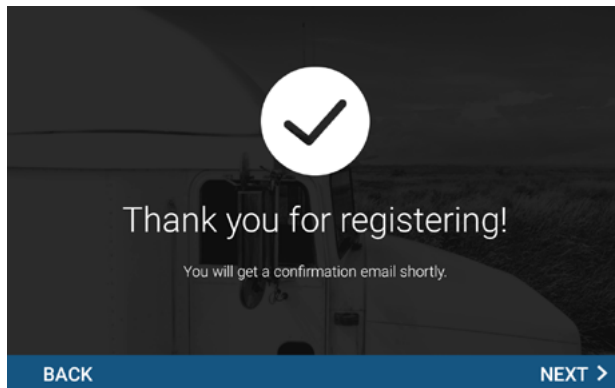 Thank you for registering!
You will get a confirmation email shortly.
BACK
NEXT >